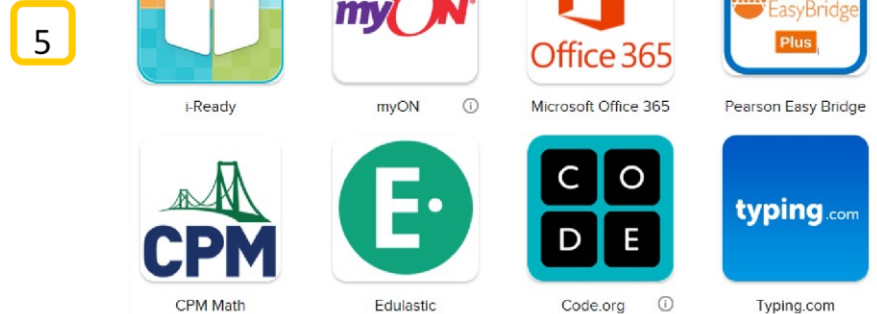 5
myON
Office 365
EasyBridge
Plus
i-Ready
myON
Microsoft Office 365
Pearson Easy Bridge
CPM
E
C O
D E
typing.com
CPM Math
Edulastic
Code.org
Typing.com